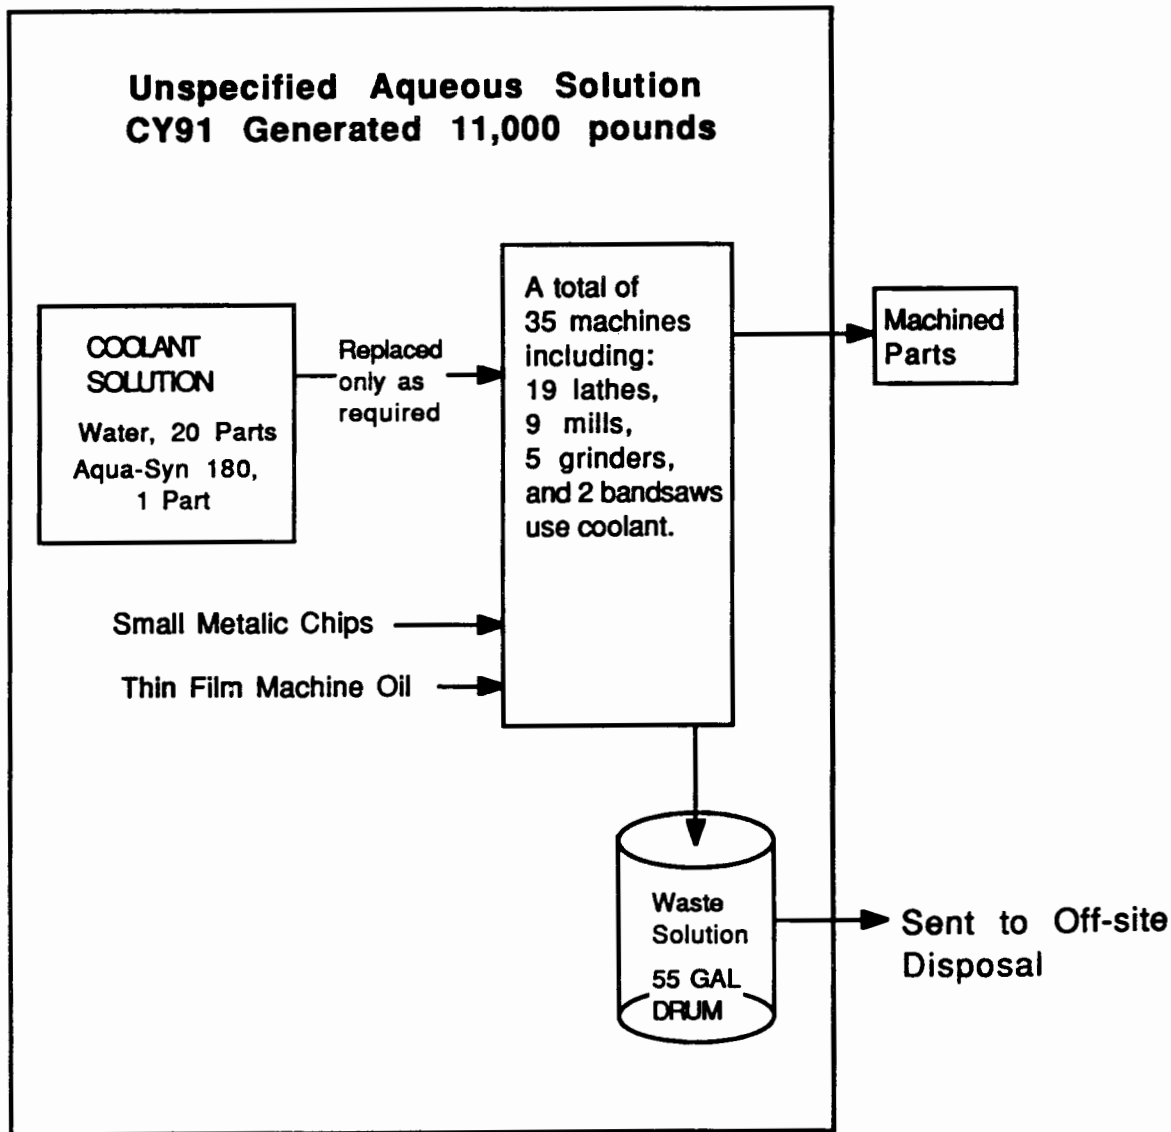 Unspecified Aqueous Solution
CY91 Generated 11,000 pounds
COOLANT
SOLUTION
Water, 20 Parts
Aqua-Syn 180,
1 Part
Replaced
only as
required
A total of
35 machines
including:
19 lathes,
9 mills,
5 grinders,
and 2 bandsaws
use coolant.
Machined
Parts
Small Metalic Chips
Thin Film Machine Oil
Waste
Solution
55 GAL
DRUM
Sent to Off-site
Disposal